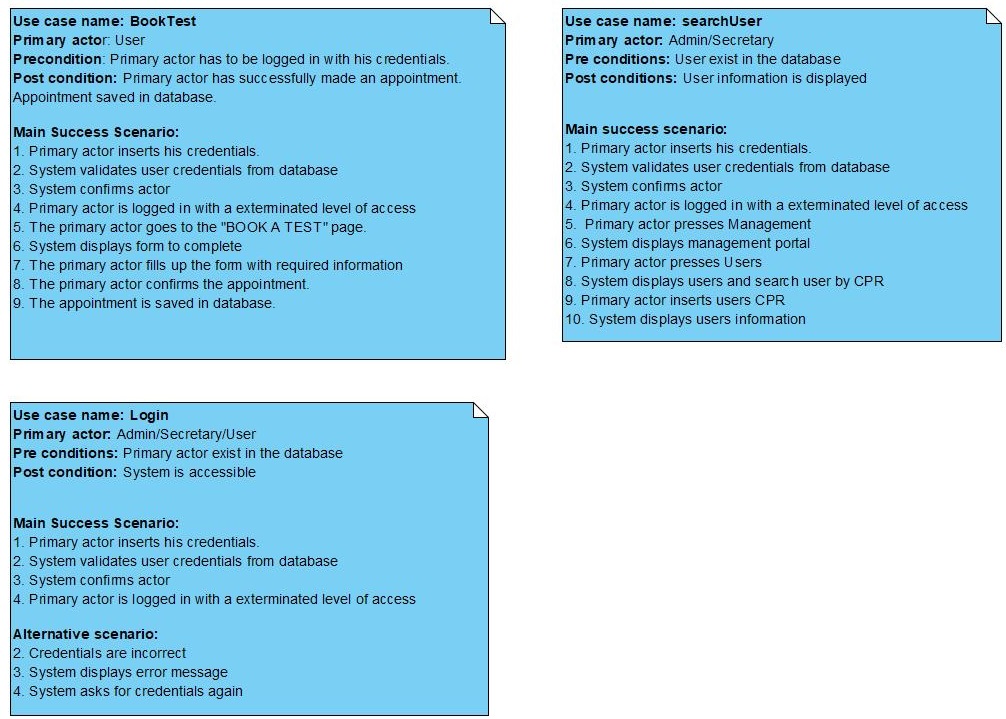 Use case name: BookTest
Primary actor: User
Precondition: Primary actor has to be logged in with his credentials.
Post condition: Primary actor has successfully made an appointment.
Appointment saved in database.
Main Success Scenario:
1. Primary actor inserts his credentials.
2. System validates user credentials from database
3. System confirms actor
4. Primary actor is logged in with a exterminated level of access
5. The primary actor goes to the "BOOK A TEST" page.
6. System displays form to complete
7. The primary actor fills up the form with required information
8. The primary actor confirms the appointment.
9. The appointment is saved in database.
Use case name: searchUser
Primary actor: Admin/Secretary
Pre conditions: User exist in the database
Post conditions: User information is displayed
Main success scenario:
1. Primary actor inserts his credentials.
2. System validates user credentials from database
3. System confirms actor
4. Primary actor is logged in with a exterminated level of access
5. Primary actor presses Management
6. System displays management portal
7. Primary actor presses Users
8. System displays users and search user by CPR
9. Primary actor inserts users CPR
10. System displays users information
Use case name: Login
Primary actor: Admin/Secretary/User
Pre conditions: Primary actor exist in the database
Post condition: System is accessible
Main Success Scenario:
1. Primary actor inserts his credentials.
2. System validates user credentials from database
3. System confirms actor
4. Primary actor is logged in with a exterminated level of access
Alternative scenario:
2. Credentials are incorrect
3. System displays error message
4. System asks for credentials again